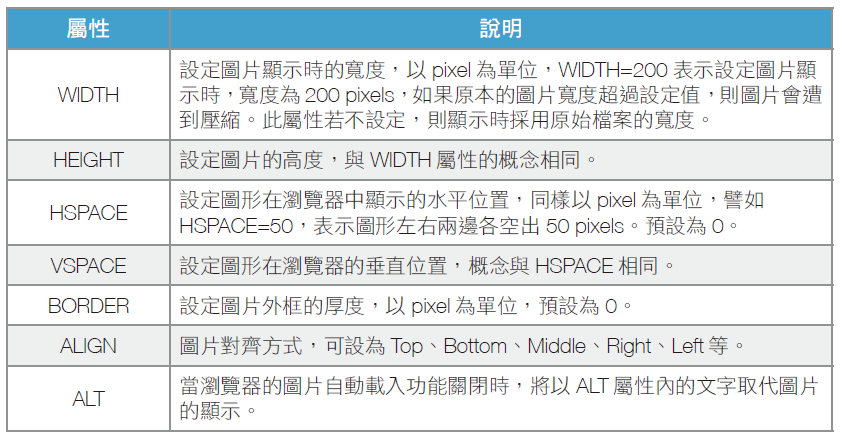 屬性 說明
WIDTH
設定圖片顯示時的寬度，以 pixel 為單位，WIDTH=200 表示設定圖片顯
示時，寬度為 200 pixels，如果原本的圖片寬度超過設定值，則圖片會遭
到壓縮。此屬性若不設定，則顯示時採用原始檔案的寬度。
HEIGHT 設定圖片的高度，與 WIDTH 屬性的概念相同。
HSPACE
設定圖形在瀏覽器中顯示的水平位置，同樣以 pixel 為單位，譬如
HSPACE=50，表示圖形左右兩邊各空出 50 pixels。預設為 0。
VSPACE 設定圖形在瀏覽器的垂直位置，概念與 HSPACE 相同。
BORDER 設定圖片外框的厚度，以 pixel 為單位，預設為 0。
ALIGN 圖片對齊方式，可設為 Top、Bottom、Middle、Right、Left 等。
ALT
當瀏覽器的圖片自動載入功能關閉時，將以 ALT 屬性內的文字取代圖片
的顯示。